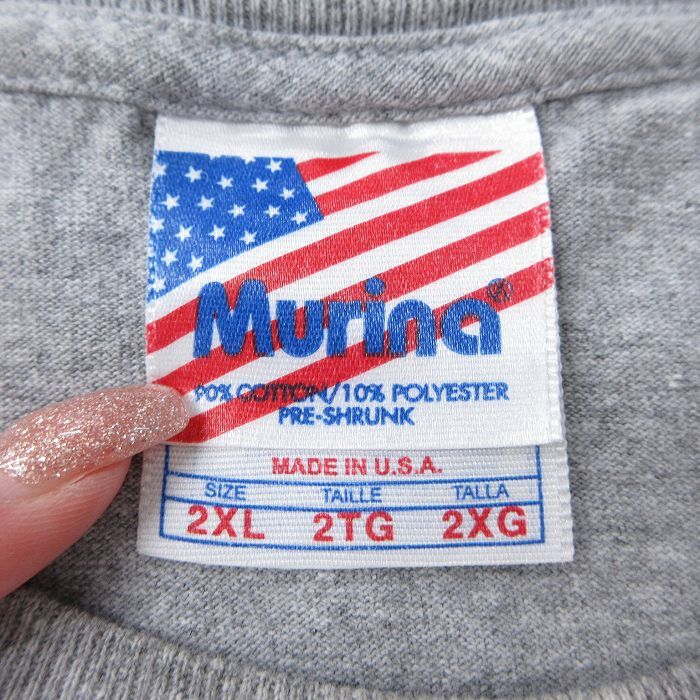 Murina®
90% COTTON/10% POLYESTER
PRE-SHRUNK
MADE IN U.S.A.
SIZE TAILLE TALLA
2XL 2TG 2XG